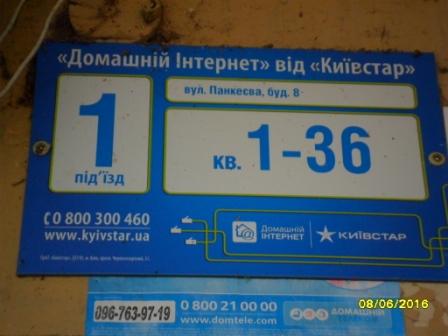 «Домашній Інтернет» від «Київстар»
вул. Панкеєва, буд. 8
1
під'їзд
кв. 1-36
0 800 300 460
www.kyivstar.ua
Домашній
ІНТЕРНЕТ
КИЇВСТАР
096-763-97-19
0 800 21 00 00
www.domtele.com
ДОМАШНІЙ
08/06/2016